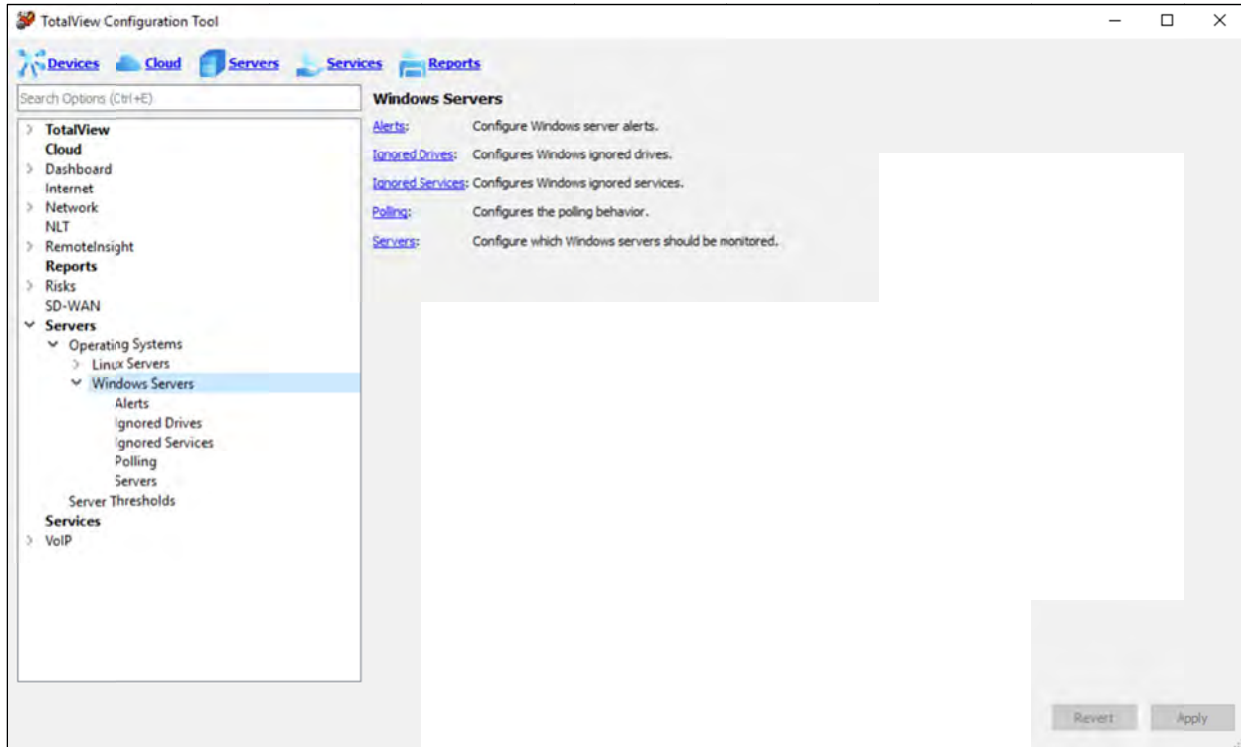 TotalView Configuration Tool
Devices Cloud Servers Services Reports
Search Options (Ctrl+E)
TotalView
Cloud
Dashboard
Internet
Network
NLT
RemoteInsight
Reports
Risks
SD-WAN
Servers
Operating Systems
Linux Servers
Windows Servers
Alerts
Ignored Drives
Ignored Services
Polling
Servers
Server Thresholds
Services
VoIP
Windows Servers
Alerts: Configure Windows server alerts.
Ignored Drives: Configures Windows ignored drives.
Ignored Services: Configures Windows ignored services.
Polling: Configures the polling behavior.
Servers: Configure which Windows servers should be monitored.
Revert Apply